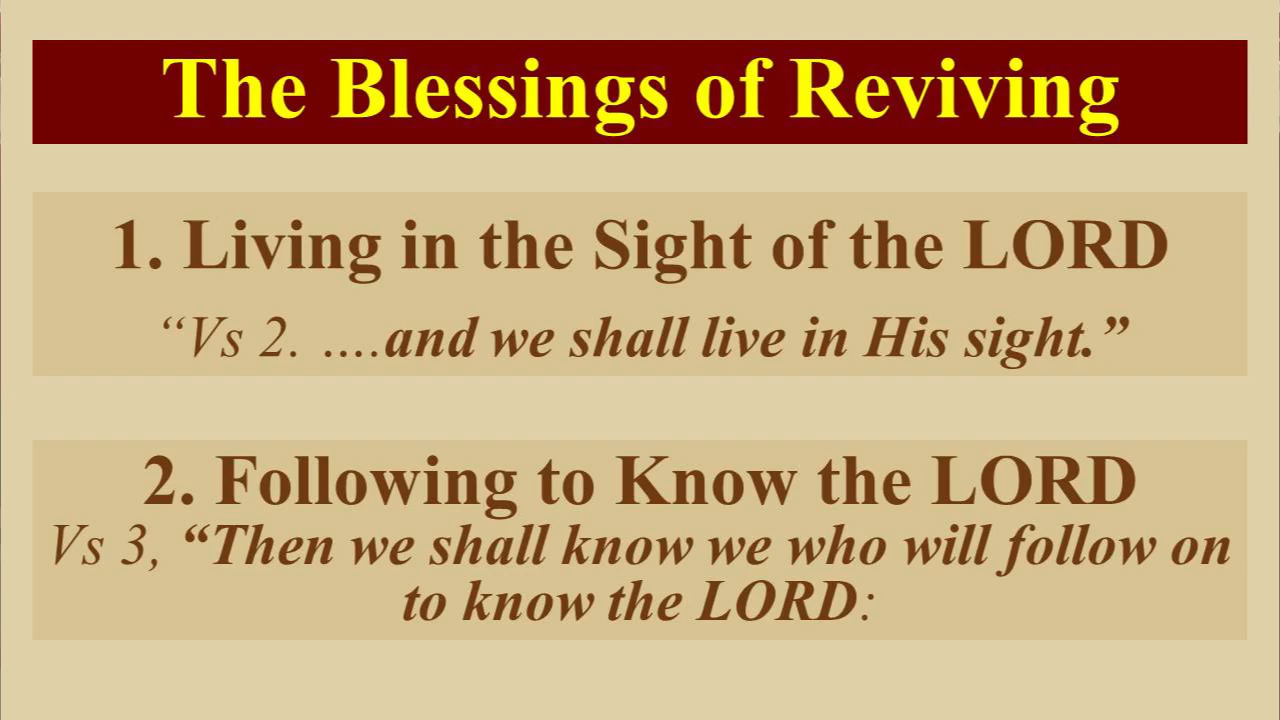 The Blessings of Reviving
1. Living in the Sight of the LORD
“Vs 2. ….and we shall live in His sight.”
2. Following to Know the LORD
Vs 3, “Then we shall know we who will follow on
to know the LORD: